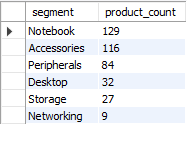 segment product_count
Notebook 129
Accessories 116
Peripherals 84
Desktop 32
Storage 27
Networking 9